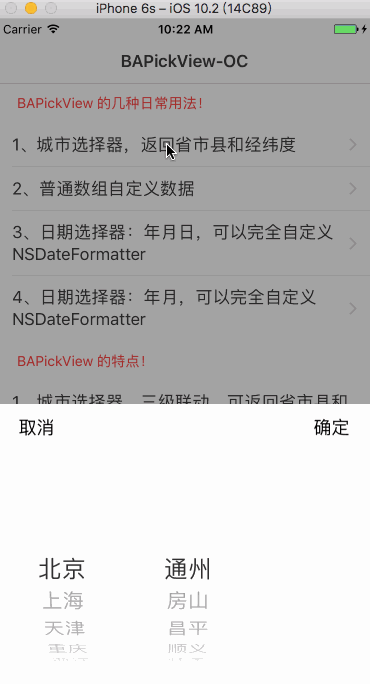 iPhone 6s – iOS 10.2 (14C89)
Carrier 10:22 AM
BAPickView-OC
BAPickView 的几种日常用法！
1、城市选择器，返回省市县和经纬度
2、普通数组自定义数据
3、日期选择器：年月日，可以完全自定义
NSDateFormatter
4、日期选择器：年月，可以完全自定义
NSDateFormatter
BAPickView 的特点！
1、城市选择器，三级联动，可返回省市县和
取消 确定
北京 通州
上海 房山
天津 昌平
重庆 顺义